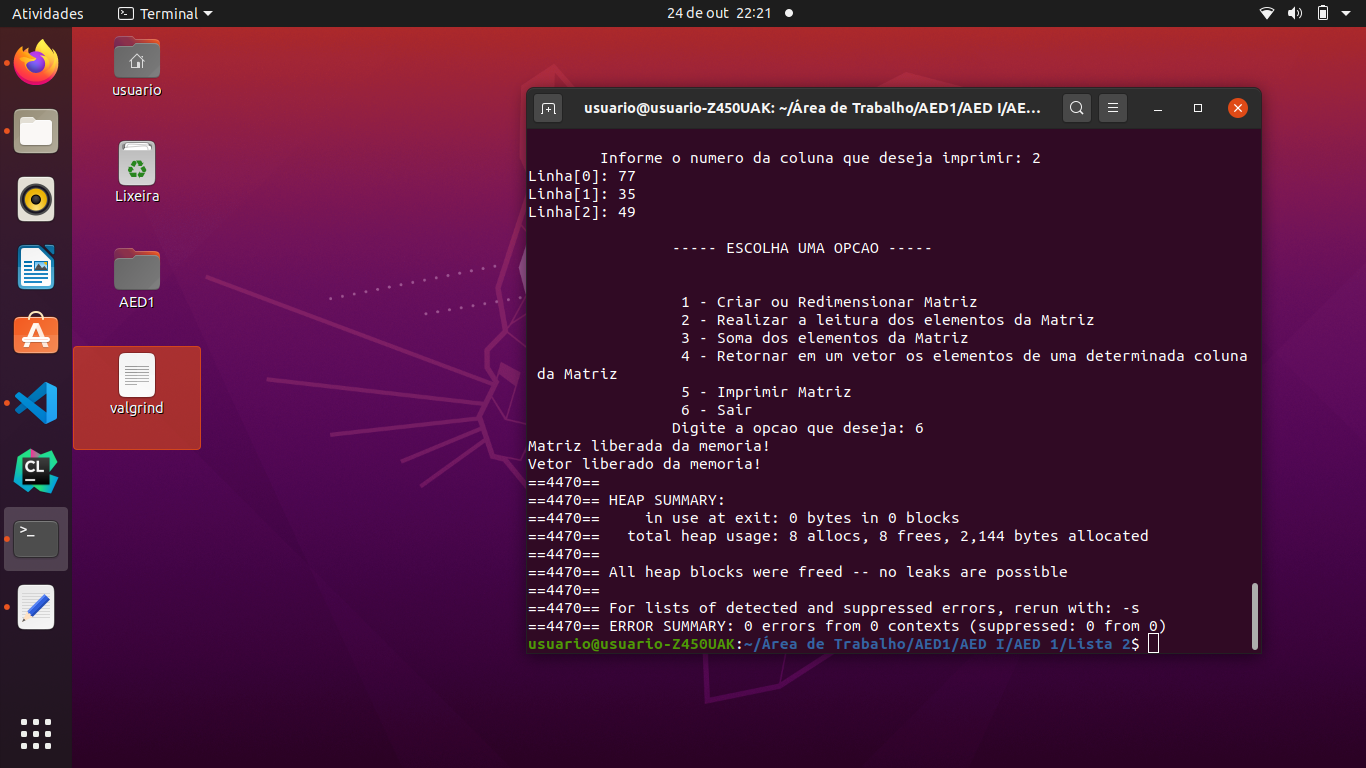 Atividades
Terminal
24 de out 22:21
usuario
Lixeira
AED1
valgrind
CL
>_
usuario@usuario-Z450UAK: ~/Área de Trabalho/AED1/AED I/AE...
Informe o numero da coluna que deseja imprimir: 2
Linha[0]: 77
Linha[1]: 35
Linha[2]: 49
----- ESCOLHA UMA OPCAO -----
1 - Criar ou Redimensionar Matriz
2 - Realizar a leitura dos elementos da Matriz
3 - Soma dos elementos da Matriz
4 - Retornar em um vetor os elementos de uma determinada coluna
da Matriz
5 - Imprimir Matriz
6 - Sair
Digite a opcao que deseja: 6
Matriz liberada da memoria!
Vetor liberado da memoria!
==4470==
==4470== HEAP SUMMARY:
==4470==     in use at exit: 0 bytes in 0 blocks
==4470==   total heap usage: 8 allocs, 8 frees, 2,144 bytes allocated
==4470==
==4470== All heap blocks were freed -- no leaks are possible
==4470==
==4470== For lists of detected and suppressed errors, rerun with: -s
==4470== ERROR SUMMARY: 0 errors from 0 contexts (suppressed: 0 from 0)
usuario@usuario-Z450UAK:~/Área de Trabalho/AED1/AED I/AED 1/Lista 2$